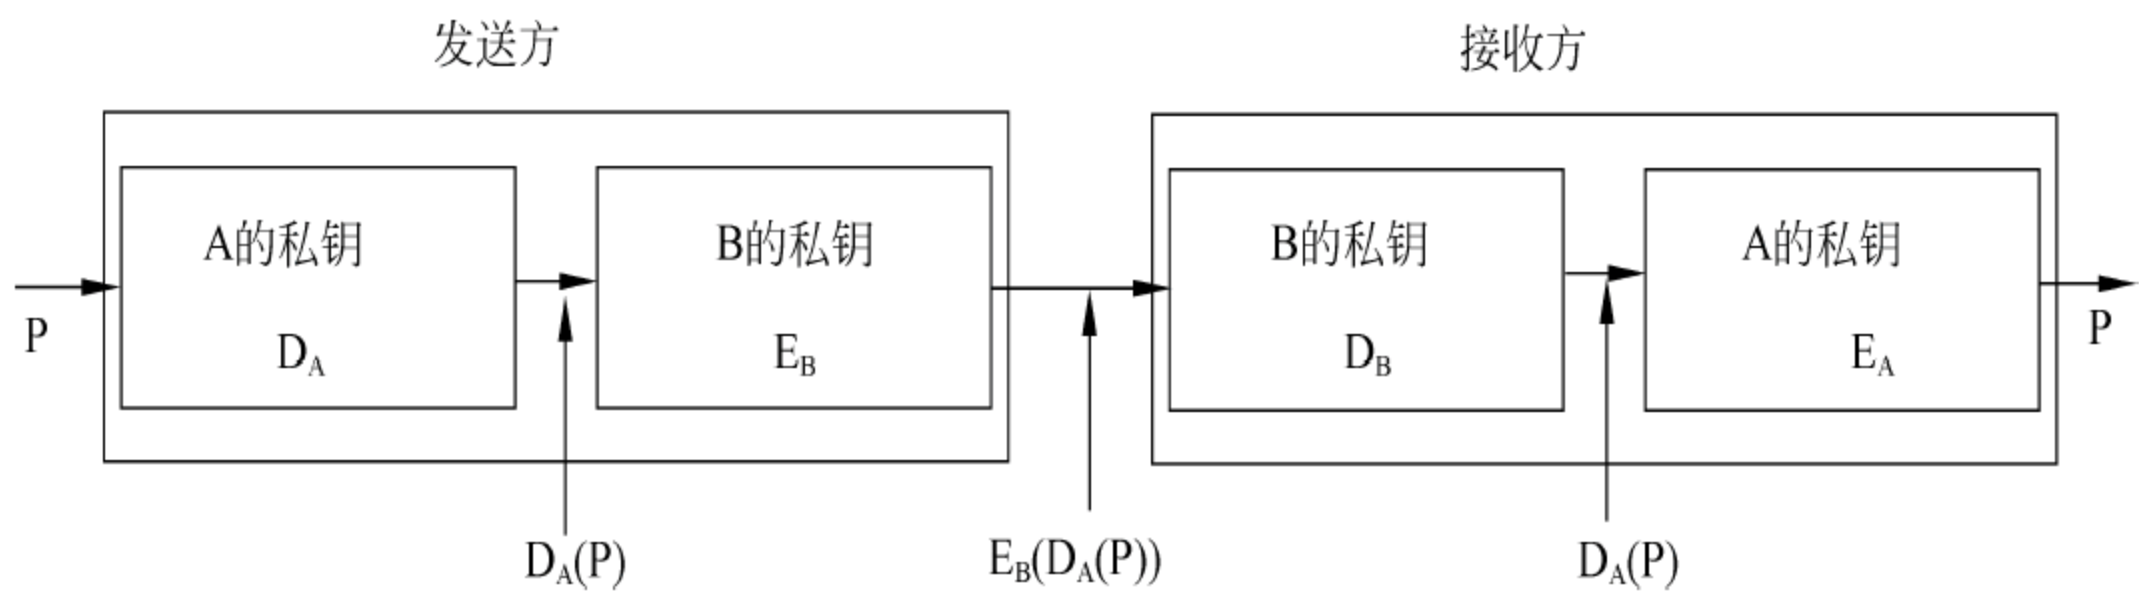 发送方
接收方
A的私钥
D_A
B的私钥
E_B
B的私钥
D_B
A的私钥
E_A
P
P
D_A(P)
E_B(D_A(P))
D_A(P)